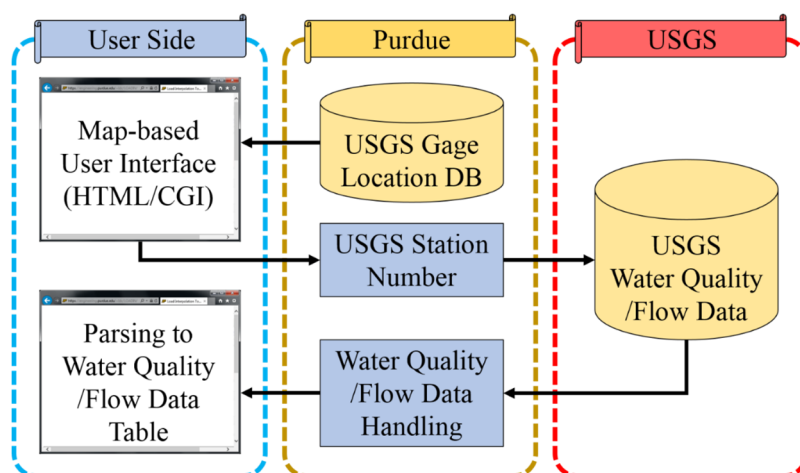 User Side
Purdue
USGS
Map-based
User Interface
(HTML/CGI)
USGS Gage
Location DB
USGS Station
Number
USGS
Water Quality
/Flow Data
Parsing to
Water Quality
/Flow Data
Table
Water Quality
/Flow Data
Handling